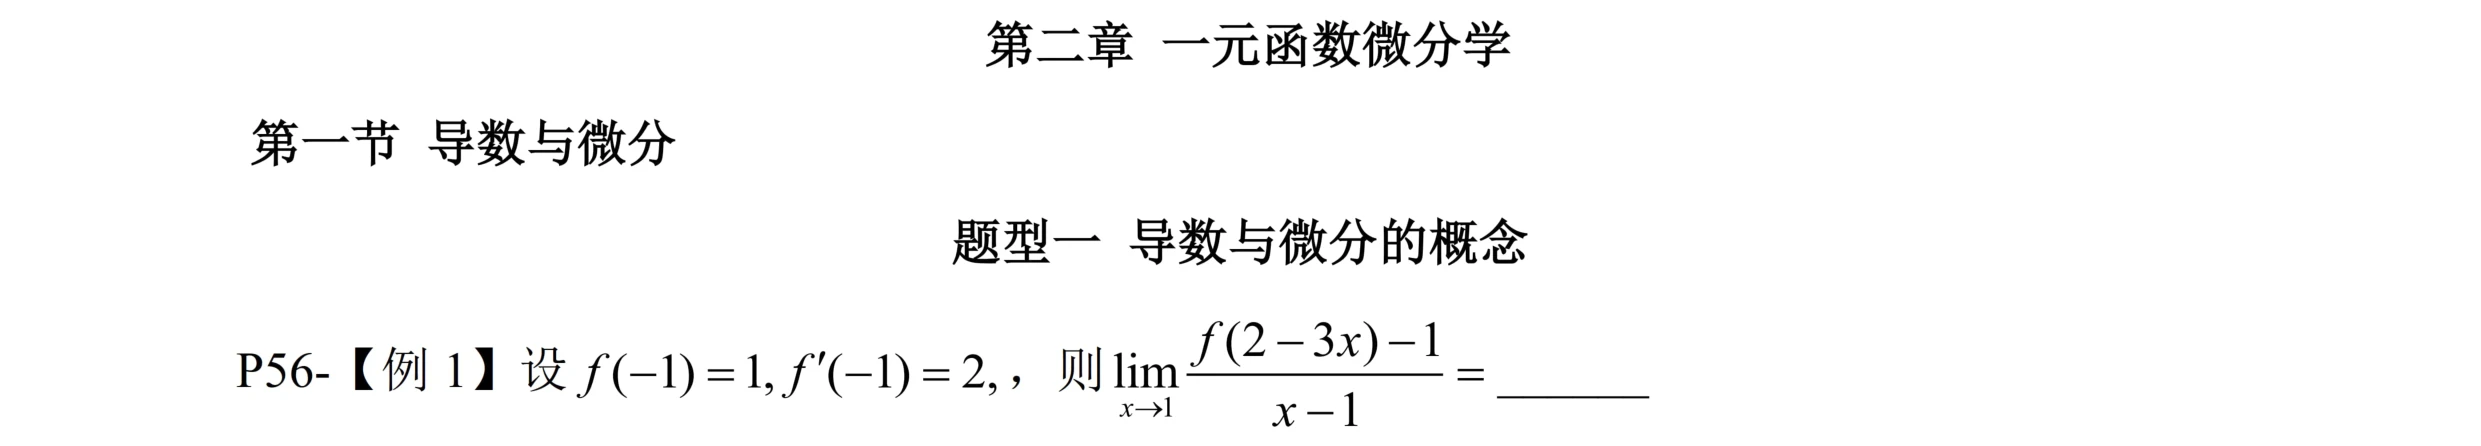 第二章 一元函数微分学
第一节 导数与微分
题型一 导数与微分的概念
P56-【例 1】设 f(−1) = 1, f′(−1) = 2, ，则 lim_{x→1} \frac{f(2−3x)−1}{x−1} = ______